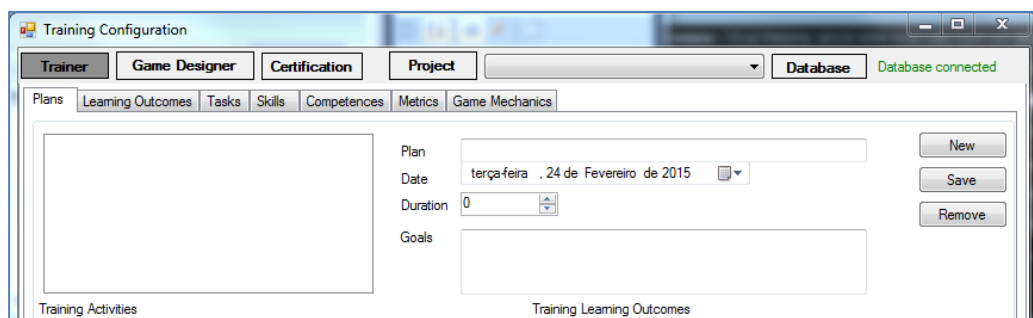 Training Configuration
Trainer Game Designer Certification Project Database Database connected
Plans Learning Outcomes Tasks Skills Competences Metrics Game Mechanics
Plan New
Date terça-feira , 24 de Fevereiro de 2015 Save
Duration 0 Remove
Goals
Training Activities Training Learning Outcomes